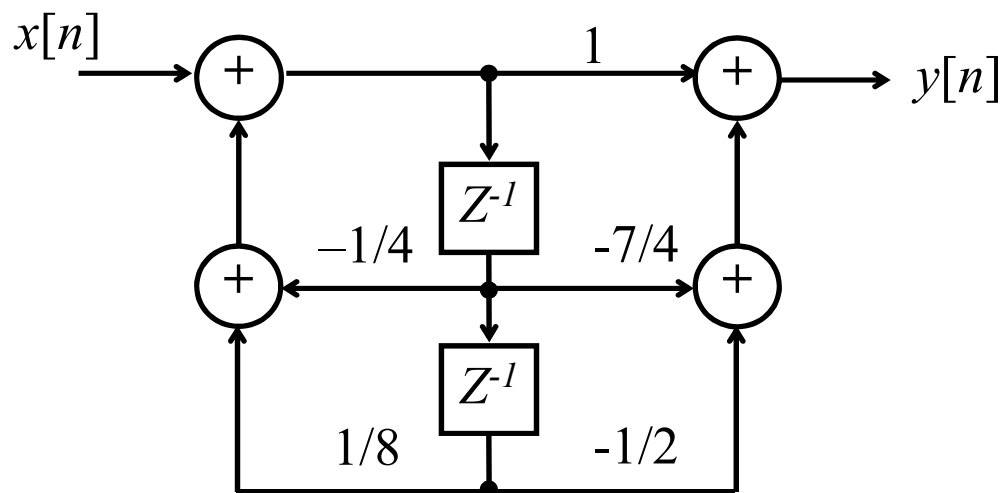 x[n]
+
1
+
y[n]
Z⁻¹
–1/4
-7/4
+
+
Z⁻¹
1/8
-1/2